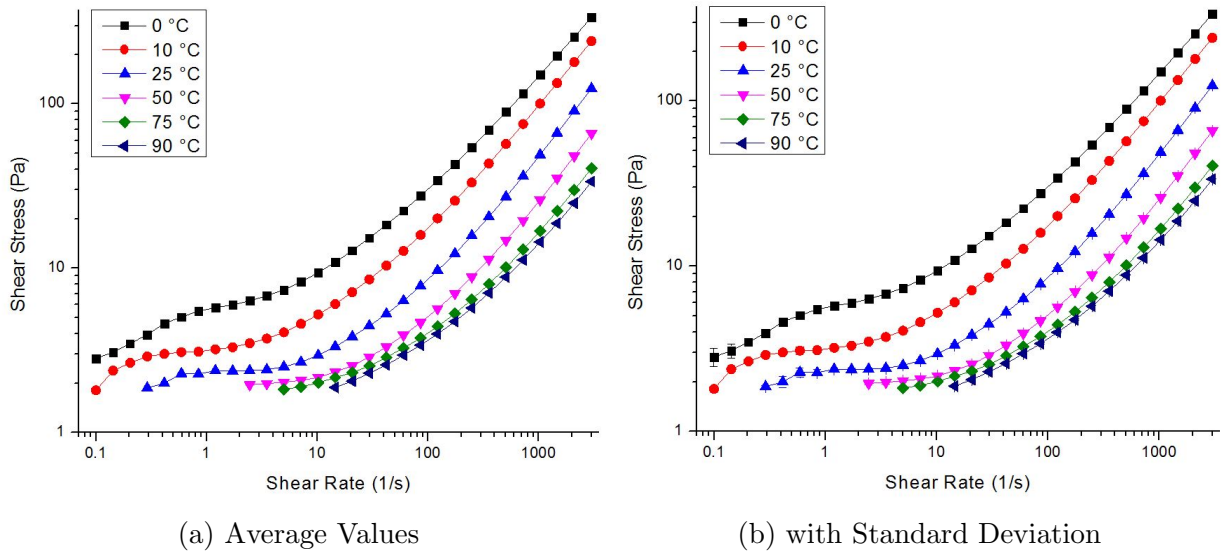 0 °C
10 °C
25 °C
50 °C
75 °C
90 °C
100
10
1
Shear Stress (Pa)
0.1 1 10 100 1000
Shear Rate (1/s)
(a) Average Values
0 °C
10 °C
25 °C
50 °C
75 °C
90 °C
100
10
1
Shear Stress (Pa)
0.1 1 10 100 1000
Shear Rate (1/s)
(b) with Standard Deviation